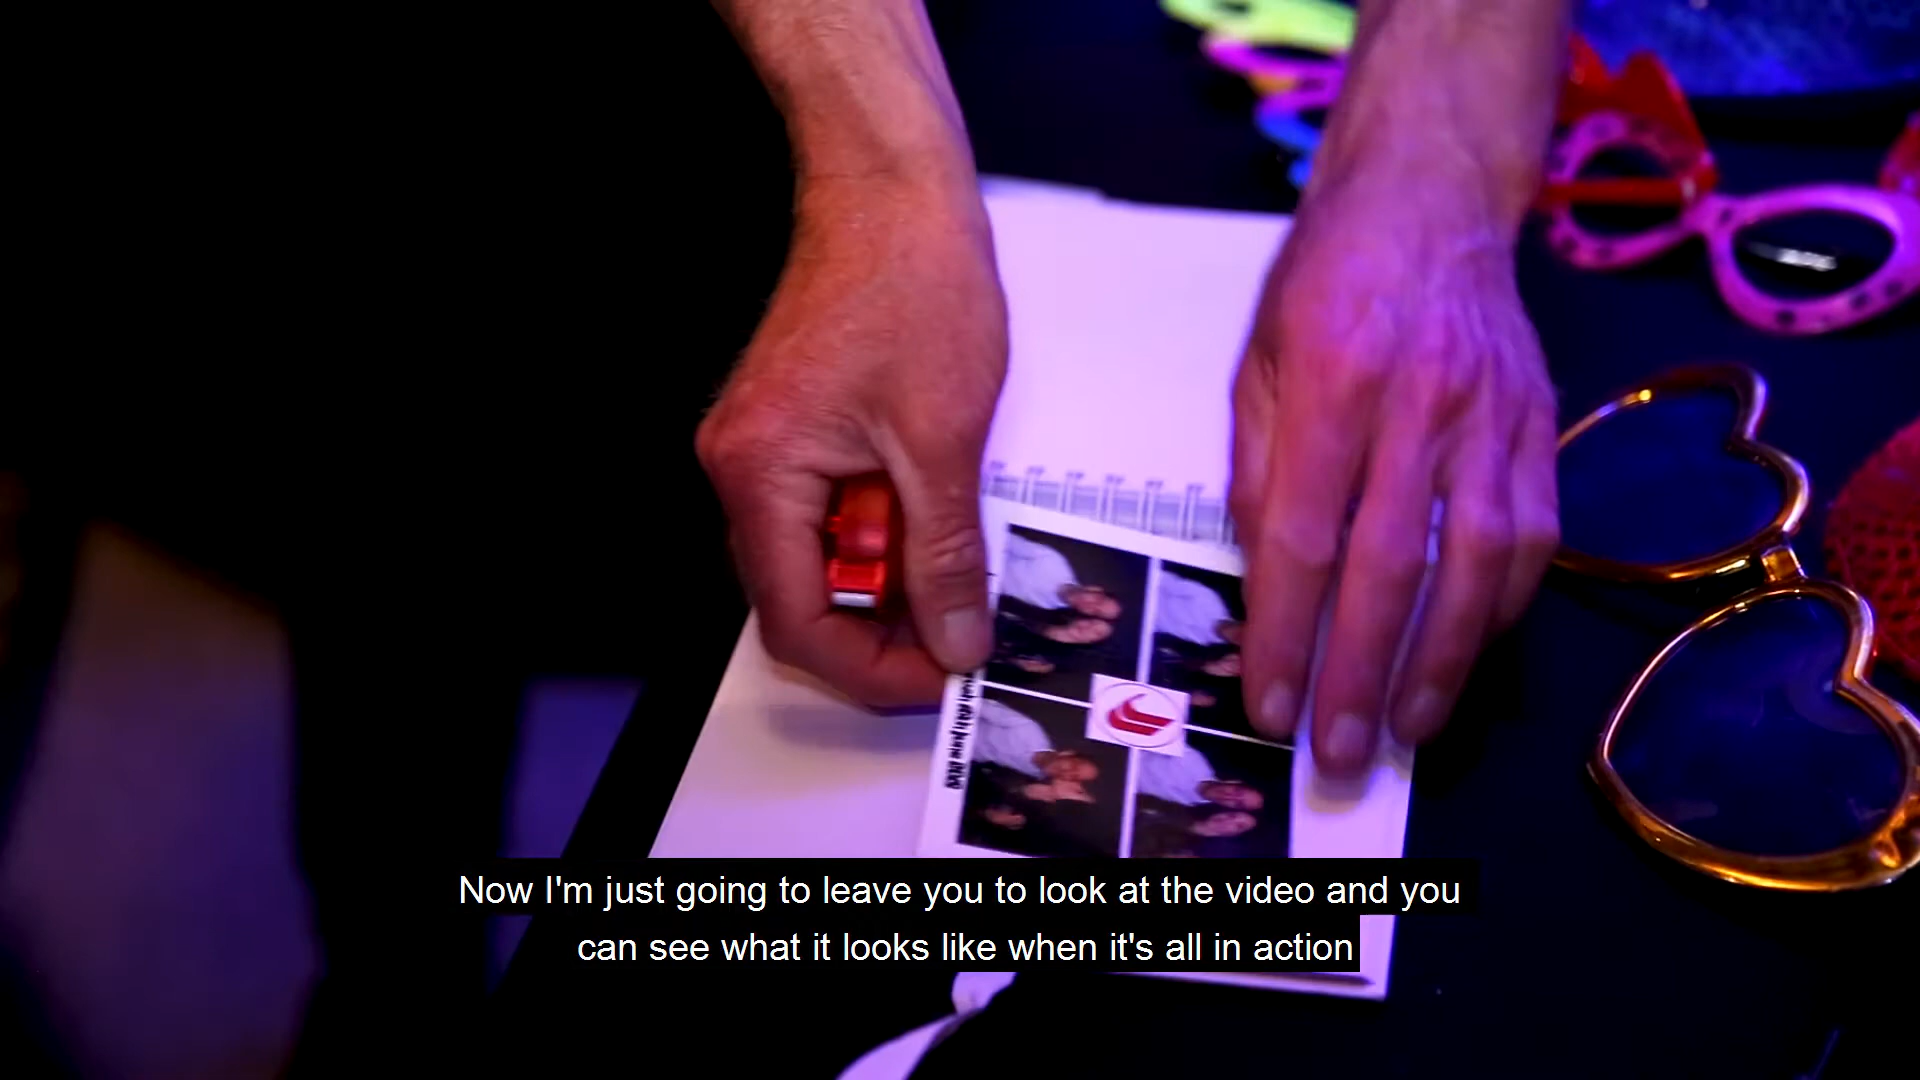 Now I'm just going to leave you to look at the video and you
can see what it looks like when it's all in action